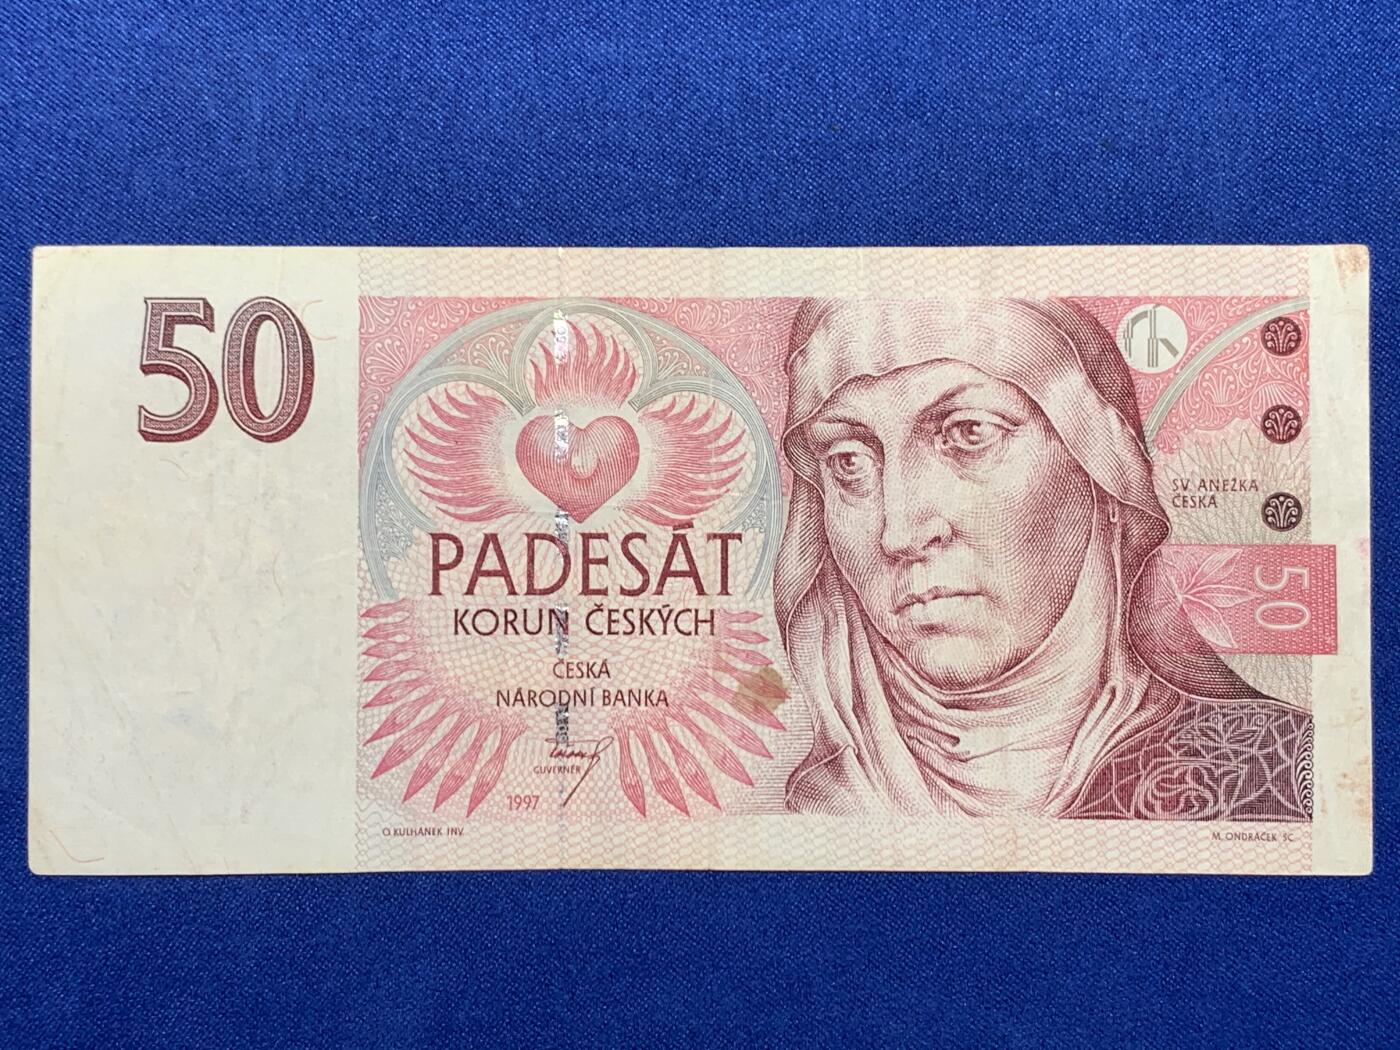 50
PADESÁT
KORUN ČESKÝCH
ČESKÁ
NÁRODNÍ BANKA
GUVERNÉR
1997
O. KULHÁNEK INV.
SV. ANEŽKA
ČESKÁ
50
M. ONDRÁČEK SC.